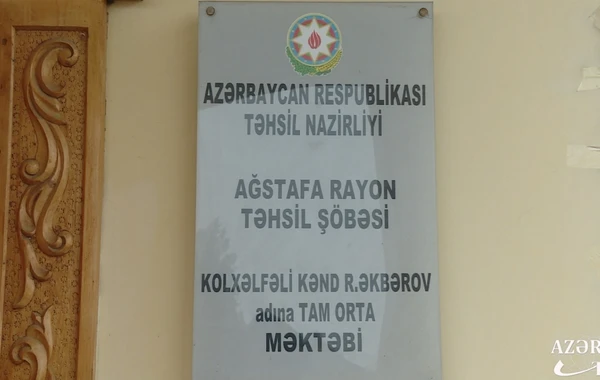 AZƏRBAYCAN RESPUBLİKASI
TƏHSİL NAZİRLİYİ
AĞSTAFA RAYON
TƏHSİL ŞÖBƏSİ
KOLXƏLFƏLİ KƏND R.ƏKBƏROV
adına TAM ORTA
MƏKTƏBİ